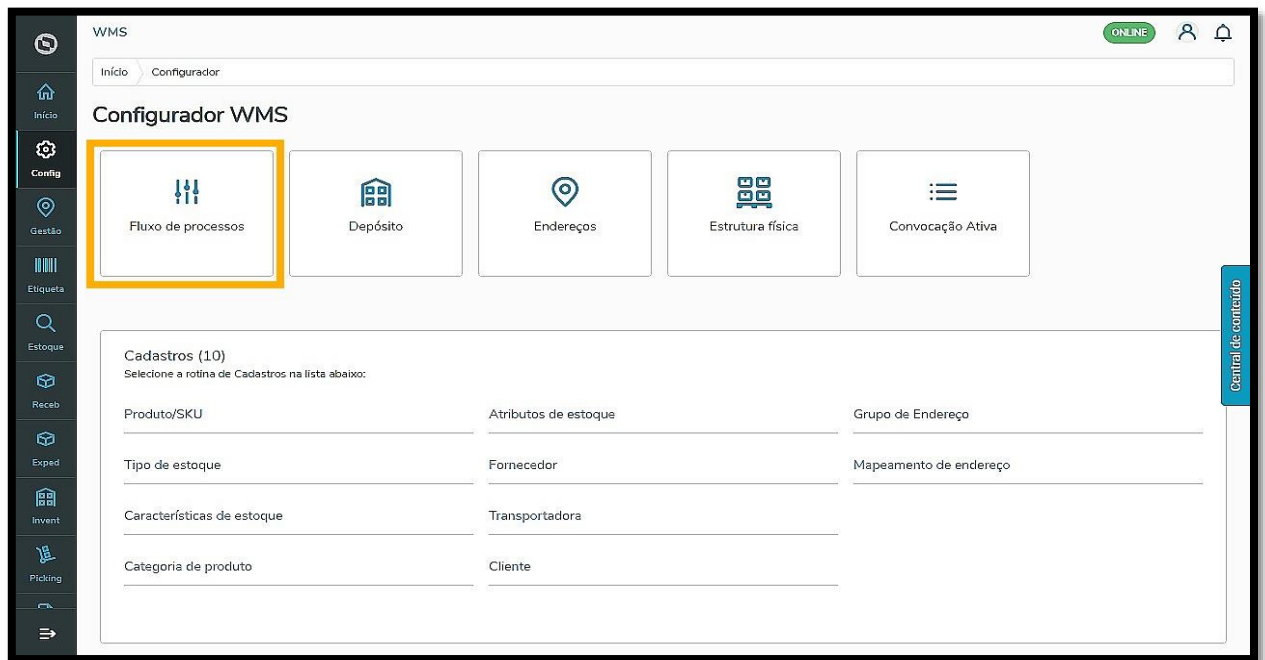 WMS
ONLINE
Início
Configurador
Início
Configurador WMS
Config
Fluxo de processos
Depósito
Endereços
Estrutura física
Convocação Ativa
Gestão
Etiqueta
Central de conteúdo
Estoque
Cadastros (10)
Selecione a rotina de Cadastros na lista abaixo:
Receb
Produto/SKU
Atributos de estoque
Grupo de Endereço
Exped
Tipo de estoque
Fornecedor
Mapeamento de endereço
Invent
Características de estoque
Transportadora
Picking
Categoria de produto
Cliente